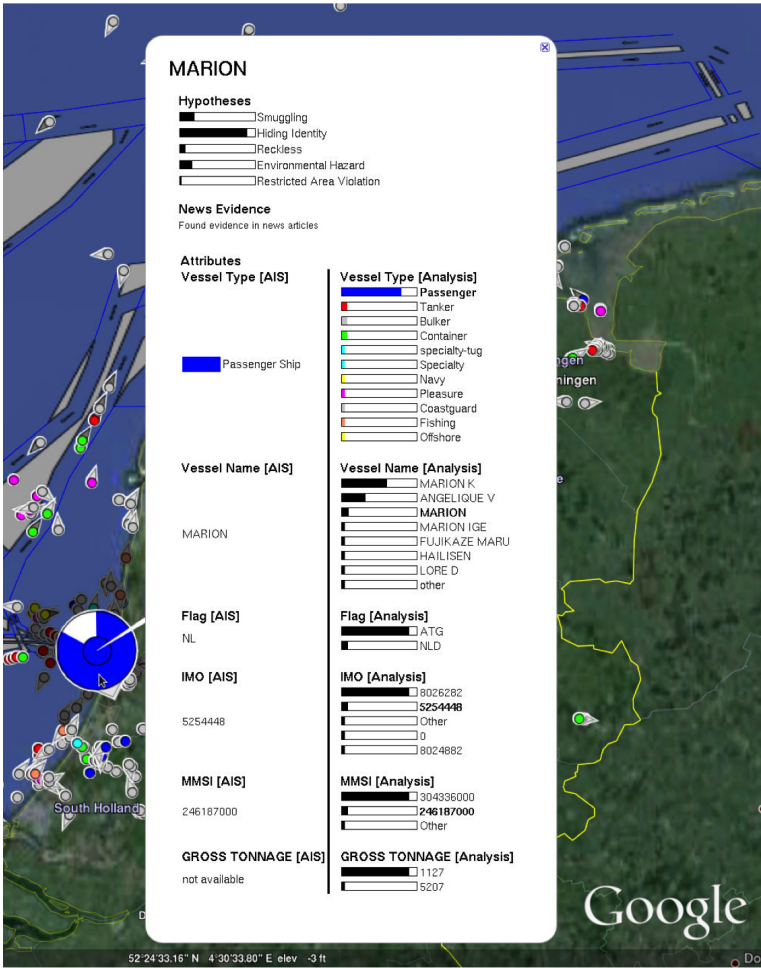 MARION
Hypotheses
Smuggling
Hiding Identity
Reckless
Environmental Hazard
Restricted Area Violation
News Evidence
Found evidence in news articles
Attributes
Vessel Type [AIS]
Passenger Ship
Vessel Type [Analysis]
Passenger
Tanker
Bulker
Container
specialty-tug
Specialty
Navy
Pleasure
Coastguard
Fishing
Offshore
Vessel Name [AIS]
MARION
Vessel Name [Analysis]
MARION K
ANGELIQUE V
MARION
MARION IGE
FUJIKAZE MARU
HAILISEN
LORE D
other
Flag [AIS]
NL
Flag [Analysis]
ATG
NLD
IMO [AIS]
5254448
IMO [Analysis]
8026282
5254448
Other
0
8024882
MMSI [AIS]
246187000
MMSI [Analysis]
304336000
246187000
Other
GROSS TONNAGE [AIS]
not available
GROSS TONNAGE [Analysis]
1127
5207
South Holland
Google
52°24'33.16" N 4°30'33.80" E elev -3 ft